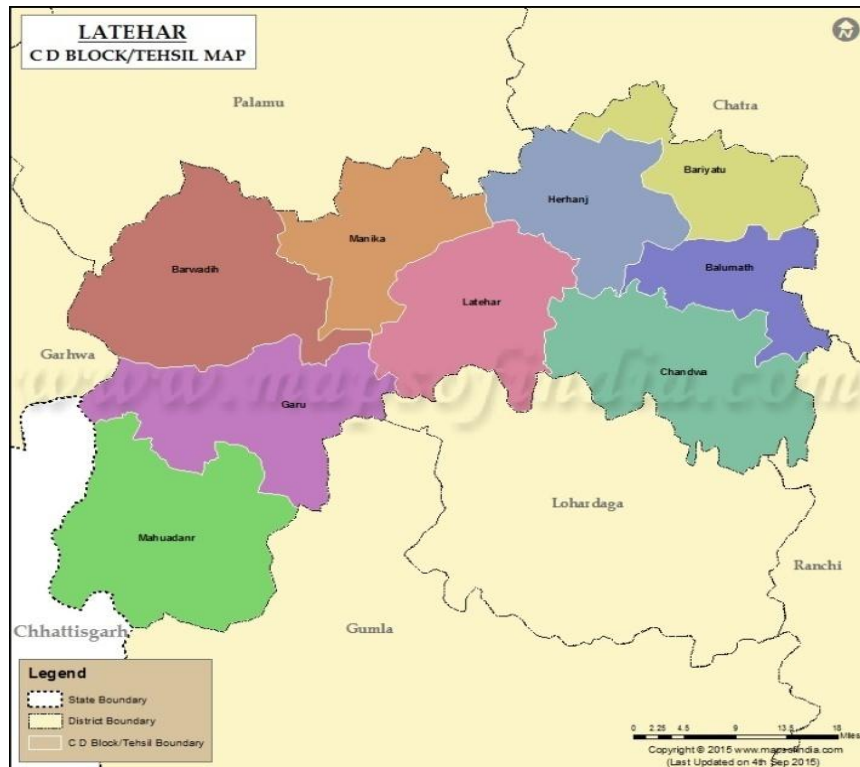 LATEHAR
C D BLOCK/TEHSIL MAP
N
Palamu
Chatra
Bariyatu
Herhanj
Manika
Barwadih
Balumath
Latehar
Garhwa
Chandwa
www.mapsofindia.com
Garu
Lohardaga
Mahuadanr
Ranchi
Chhattisgarh
Gumla
Legend
State Boundary
District Boundary
C D Block/Tehsil Boundary
0 2.25 4.5 9 13.5 18
Miles
Copyright © 2015 www.mapsofindia.com
(Last Updated on 4th Sep 2015)